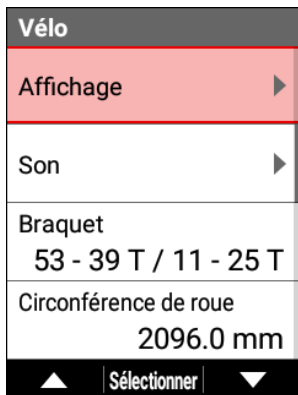 Vélo
Affichage
Son
Braquet
53 - 39 T / 11 - 25 T
Circonférence de roue
2096.0 mm
Sélectionner